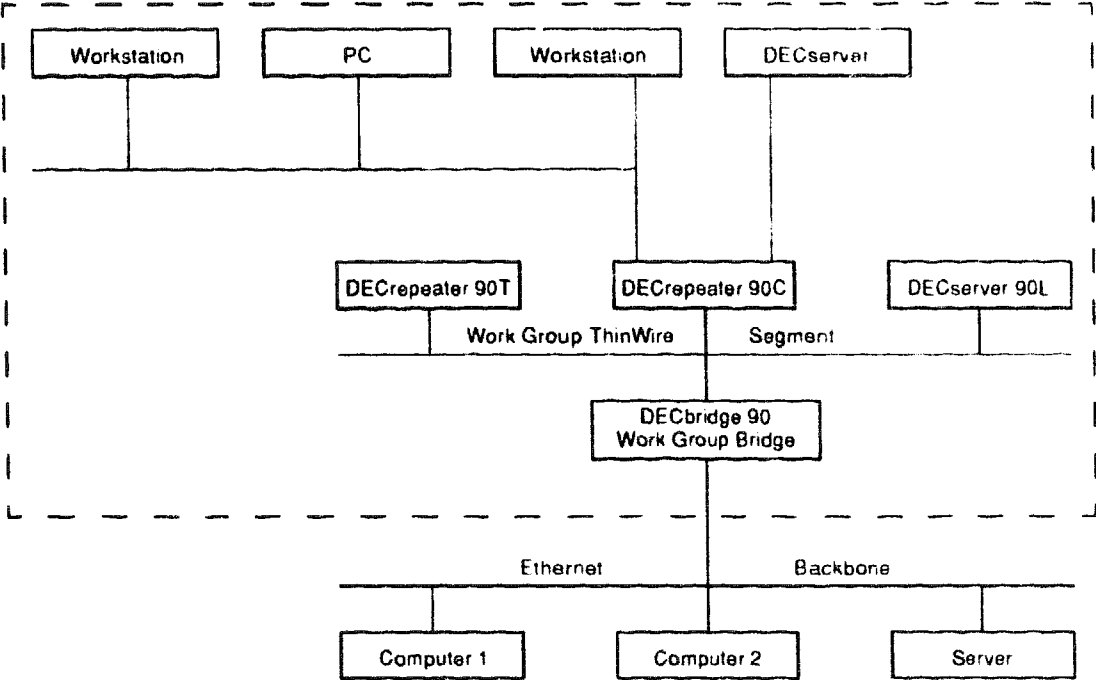 Workstation
PC
Workstation
DECserver
DECrepeater 90T
DECrepeater 90C
DECserver 90L
Work Group ThinWire Segment
DECbridge 90
Work Group Bridge
Ethernet Backbone
Computer 1
Computer 2
Server